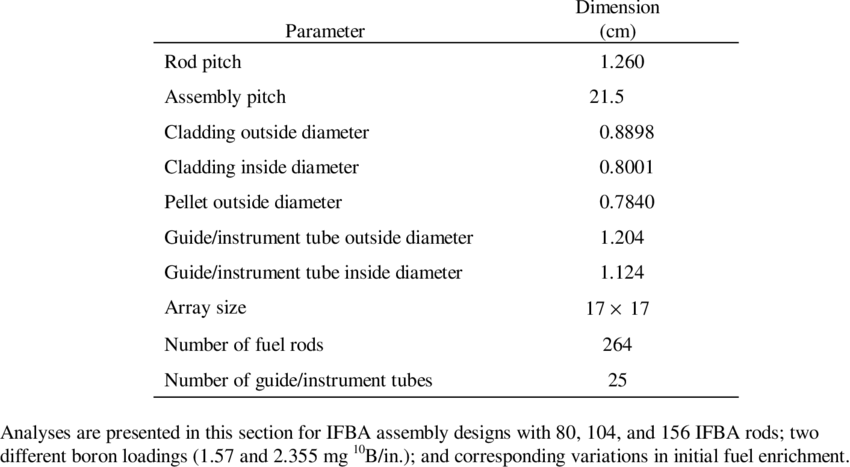 Dimension
Parameter (cm)
Rod pitch 1.260
Assembly pitch 21.5
Cladding outside diameter 0.8898
Cladding inside diameter 0.8001
Pellet outside diameter 0.7840
Guide/instrument tube outside diameter 1.204
Guide/instrument tube inside diameter 1.124
Array size 17 × 17
Number of fuel rods 264
Number of guide/instrument tubes 25
Analyses are presented in this section for IFBA assembly designs with 80, 104, and 156 IFBA rods; two
different boron loadings (1.57 and 2.355 mg ¹⁰B/in.); and corresponding variations in initial fuel enrichment.